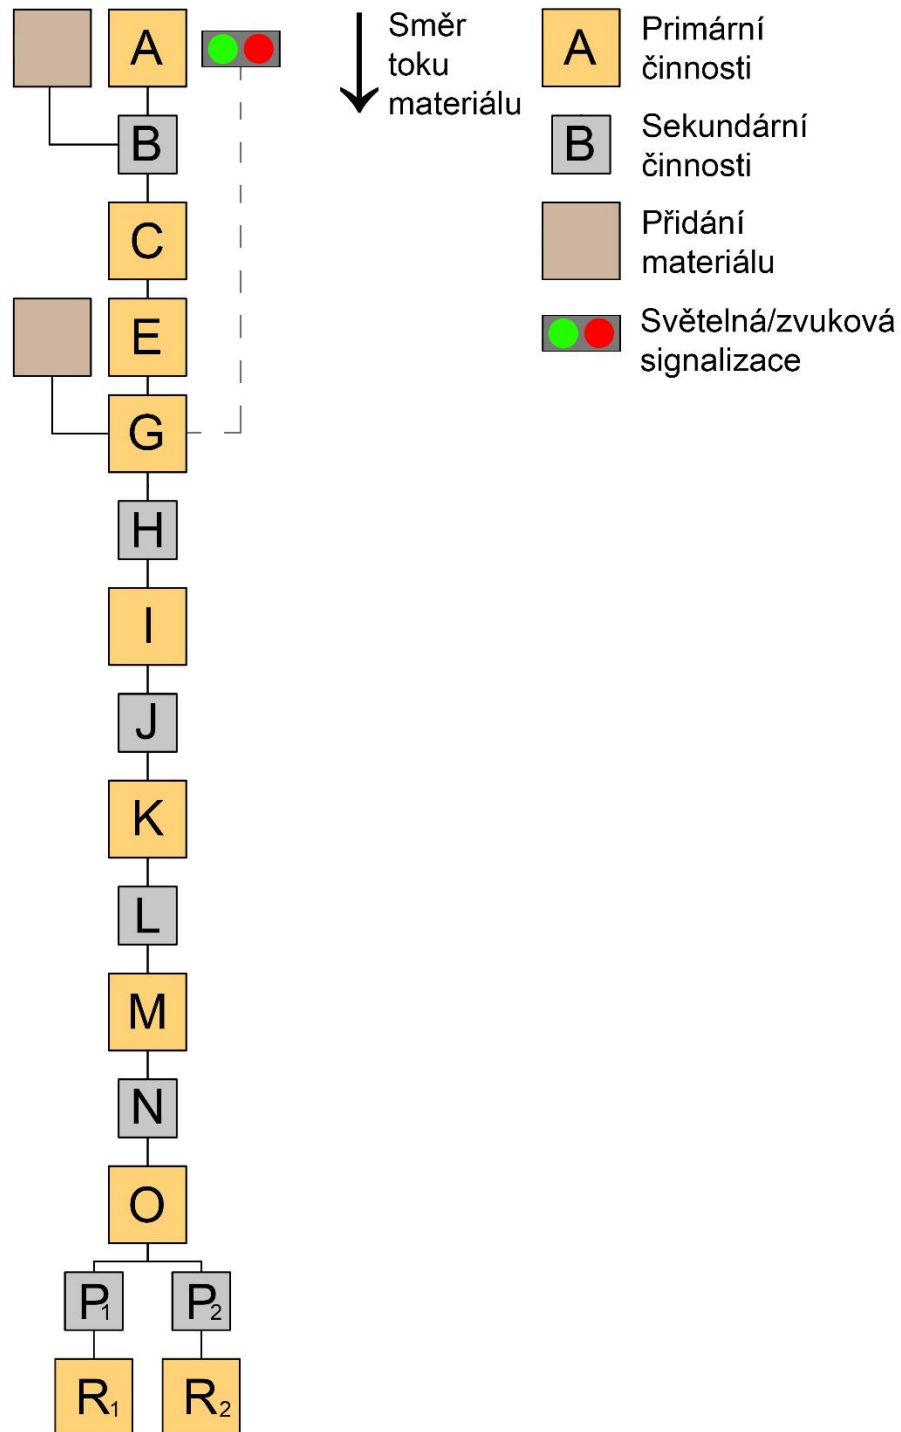 A
B
C
E
G
H
I
J
K
L
M
N
O
P1 P2
R1 R2
Směr
toku
materiálu
A Primární
činnosti
B Sekundární
činnosti
Přidání
materiálu
Světelná/zvuková
signalizace